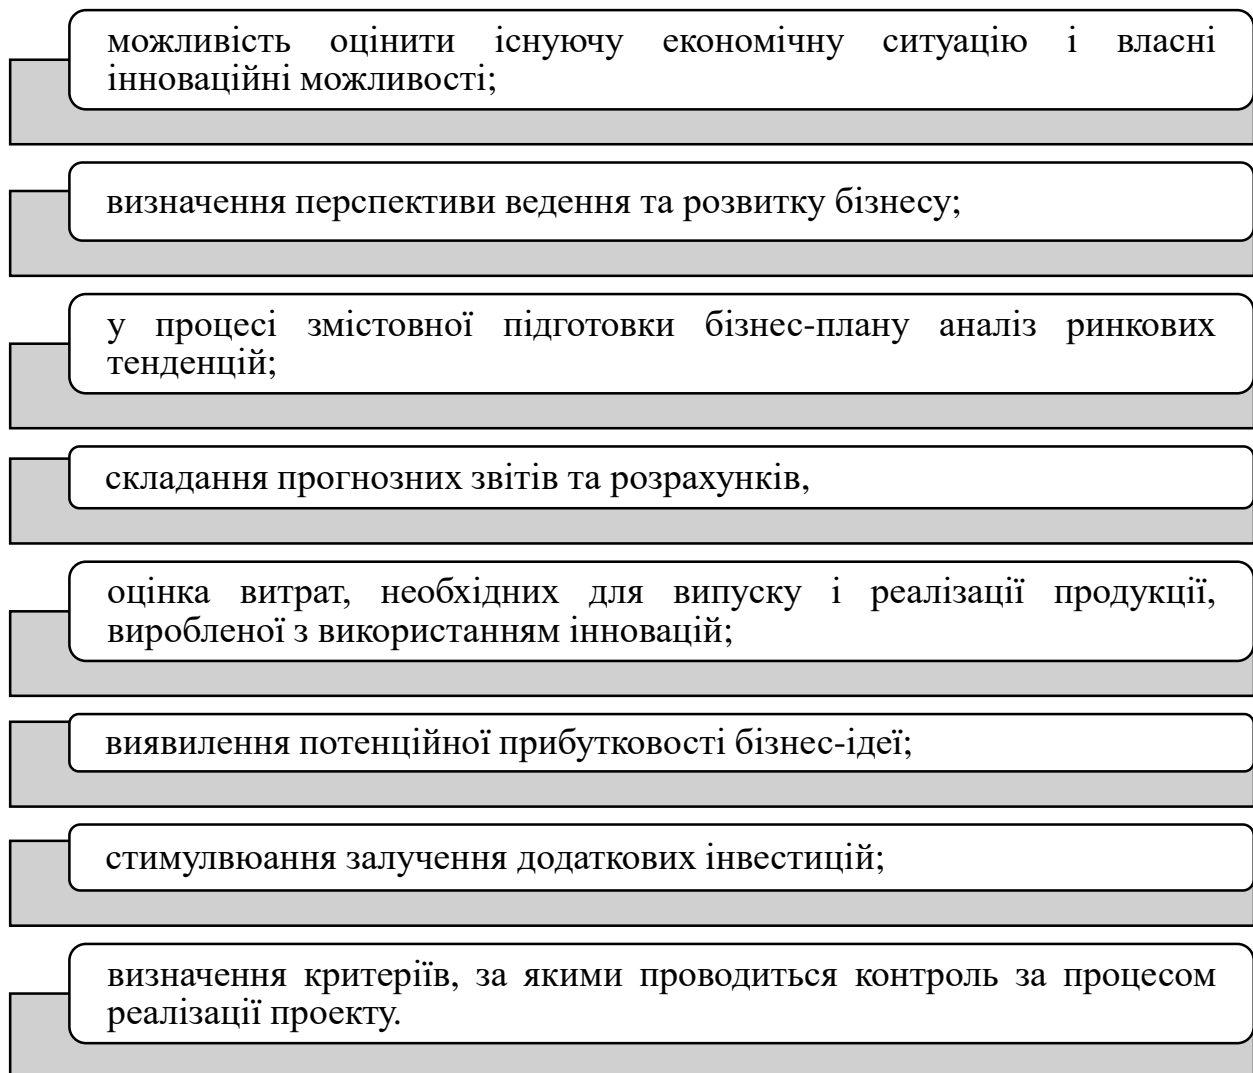 можливість оцінити існуючу економічну ситуацію і власні
інноваційні можливості;
визначення перспективи ведення та розвитку бізнесу;
у процесі змістовної підготовки бізнес-плану аналіз ринкових
тенденцій;
складання прогнозних звітів та розрахунків,
оцінка витрат, необхідних для випуску і реалізації продукції,
виробленої з використанням інновацій;
виявилення потенційної прибутковості бізнес-ідеї;
стимулвюання залучення додаткових інвестицій;
визначення критеріїв, за якими проводиться контроль за процесом
реалізації проекту.